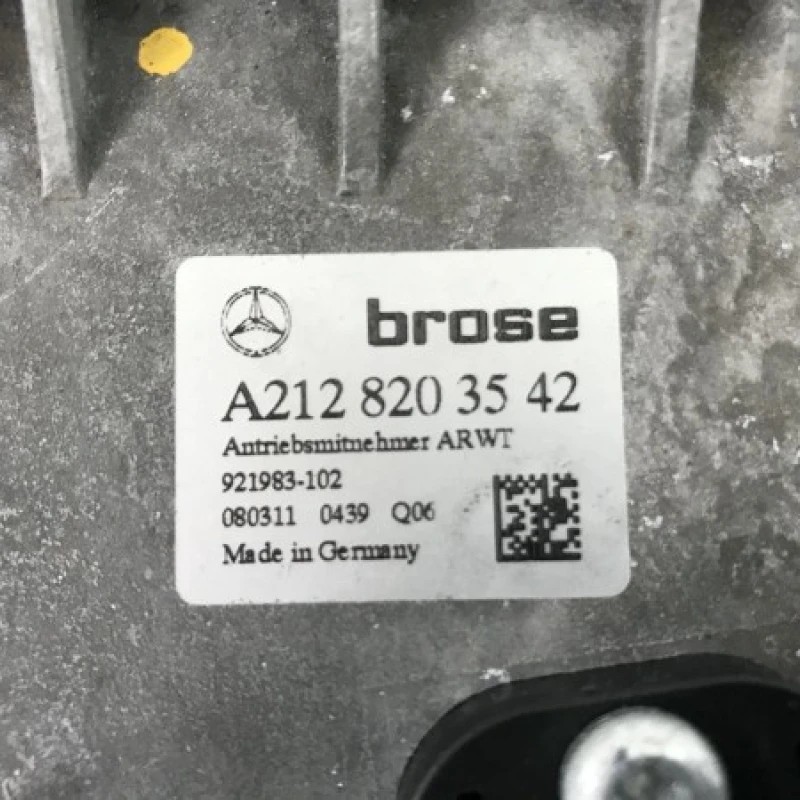 brose
A212 820 35 42
Antriebsmitnehmer ARWT
921983-102
080311 0439 Q06
Made in Germany